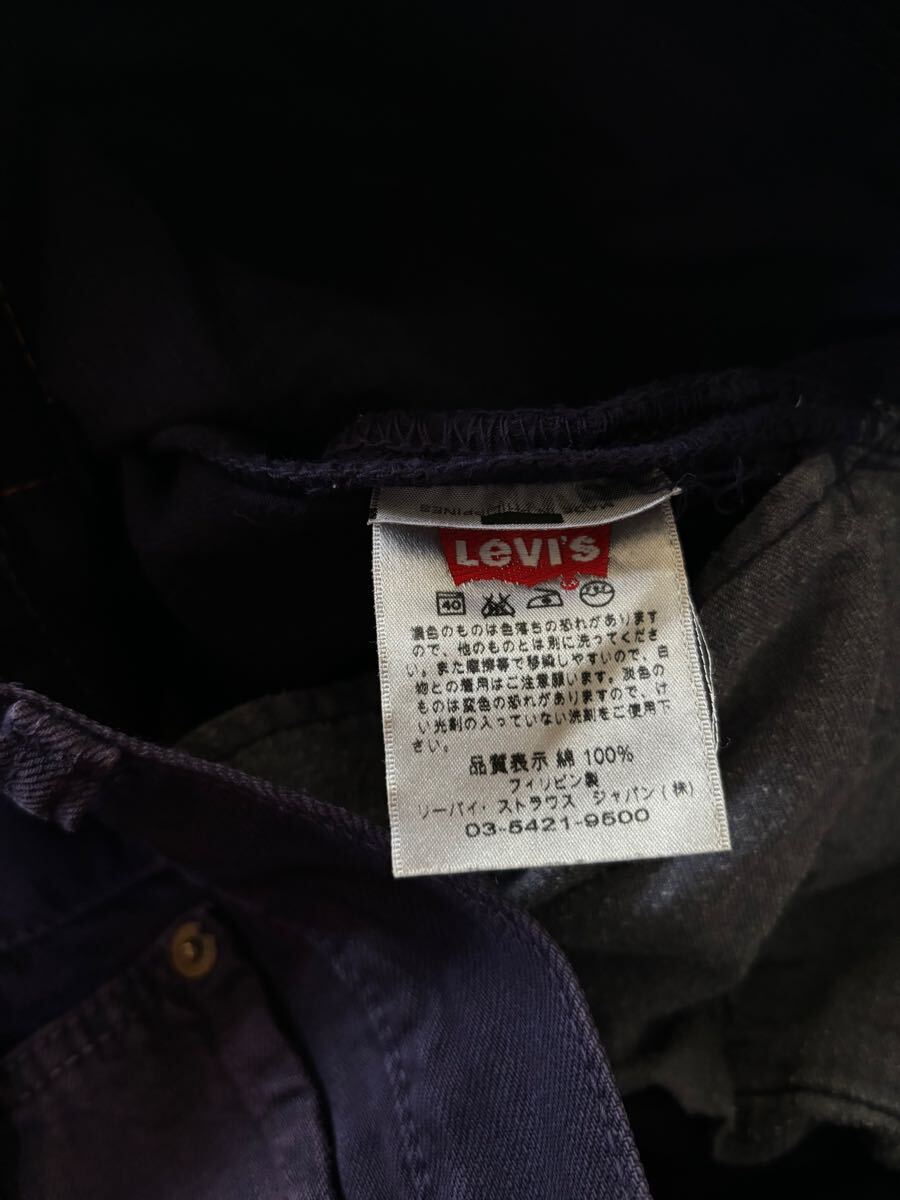 MADE IN PHILIPPINES
LEVI'S
40
濃色のものは色落ちの恐れがあります
ので、他のものとは別に洗ってくださ
い。また摩擦等で移染しやすいので、白
物との着用はご注意願います。淡色の
ものは変色の恐れがありますので、け
い光剤の入っていない洗剤をご使用下
さい。
品質表示 綿 100%
フィリピン製
リーバイ・ストラウス ジャパン(株)
03-5421-9500